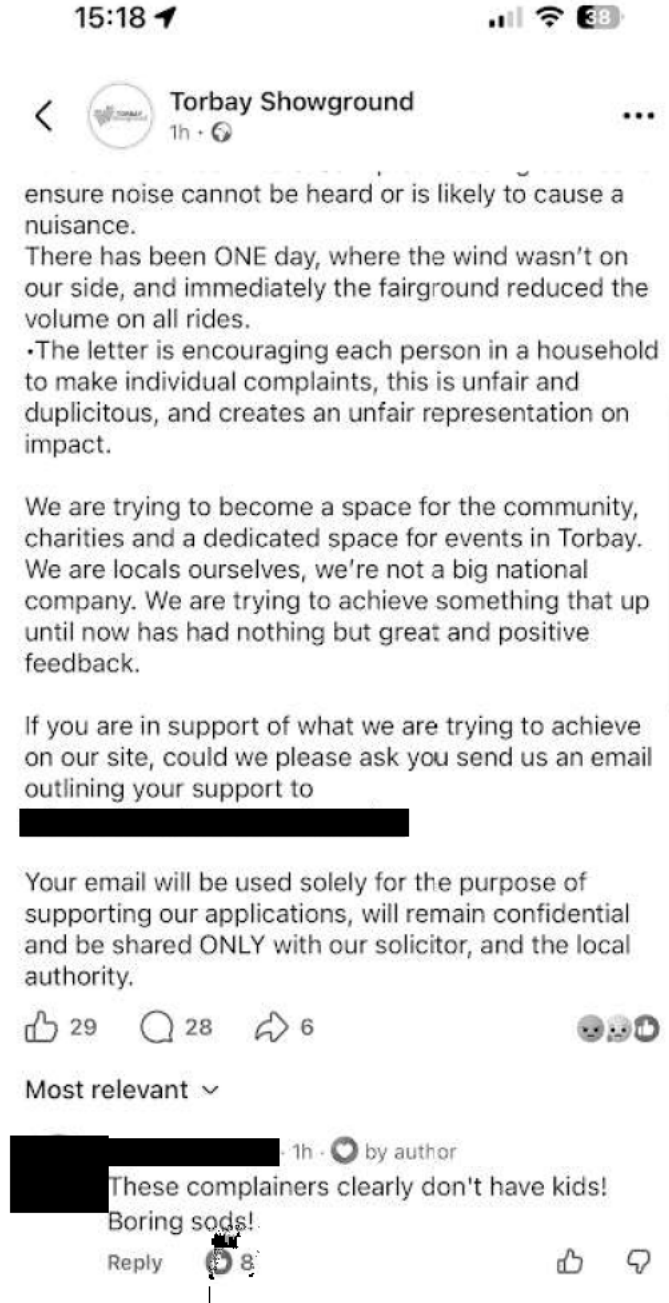 15:18
38
Torbay Showground
1h ·
ensure noise cannot be heard or is likely to cause a
nuisance.
There has been ONE day, where the wind wasn't on
our side, and immediately the fairground reduced the
volume on all rides.
•The letter is encouraging each person in a household
to make individual complaints, this is unfair and
duplicitous, and creates an unfair representation on
impact.
We are trying to become a space for the community,
charities and a dedicated space for events in Torbay.
We are locals ourselves, we're not a big national
company. We are trying to achieve something that up
until now has had nothing but great and positive
feedback.
If you are in support of what we are trying to achieve
on our site, could we please ask you send us an email
outlining your support to
Your email will be used solely for the purpose of
supporting our applications, will remain confidential
and be shared ONLY with our solicitor, and the local
authority.
29 28 6
Most relevant
· 1h · by author
These complainers clearly don't have kids!
Boring sods!
Reply 8